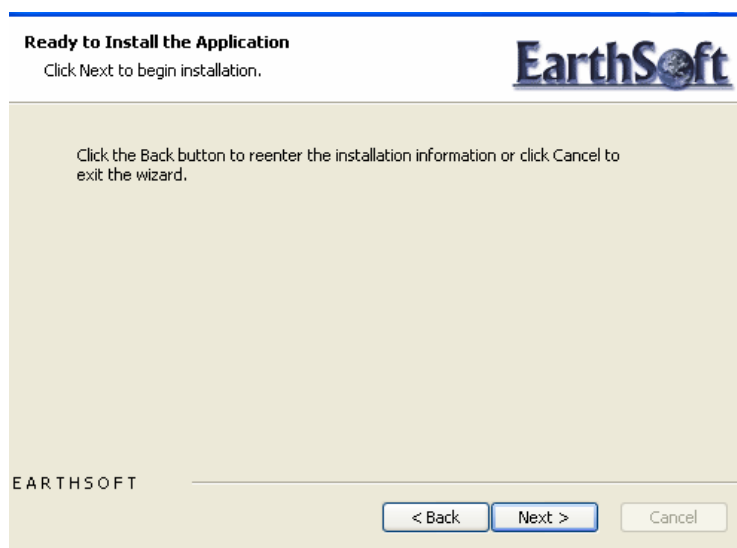 Ready to Install the Application
Click Next to begin installation.
EarthSoft
Click the Back button to reenter the installation information or click Cancel to
exit the wizard.
EARTHSOFT
< Back
Next >
Cancel